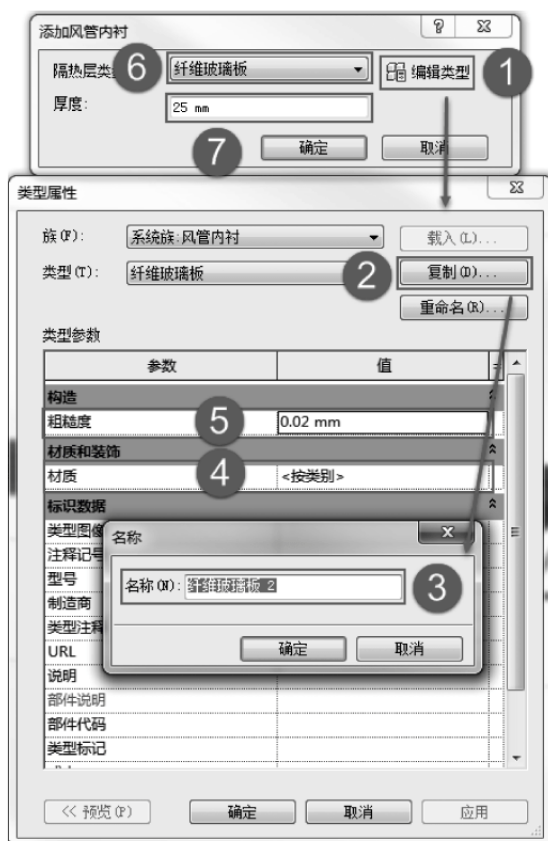 添加风管内衬
隔热层类 6 纤维玻璃板 编辑类型 1
厚度: 25 mm
7 确定 取消
类型属性
族(F): 系统族:风管内衬 载入(L)...
类型(T): 纤维玻璃板 2 复制(D)...
重命名(R)...
类型参数
参数 值 =
构造
粗糙度 5 0.02 mm
材质和装饰
材质 4 <按类别>
标识数据
类型图像
注释记号
型号
制造商
类型注释
URL
说明
部件说明
部件代码
类型标记
名称
名称(N): 纤维玻璃板 2 3
确定 取消
<< 预览(P) 确定 取消 应用